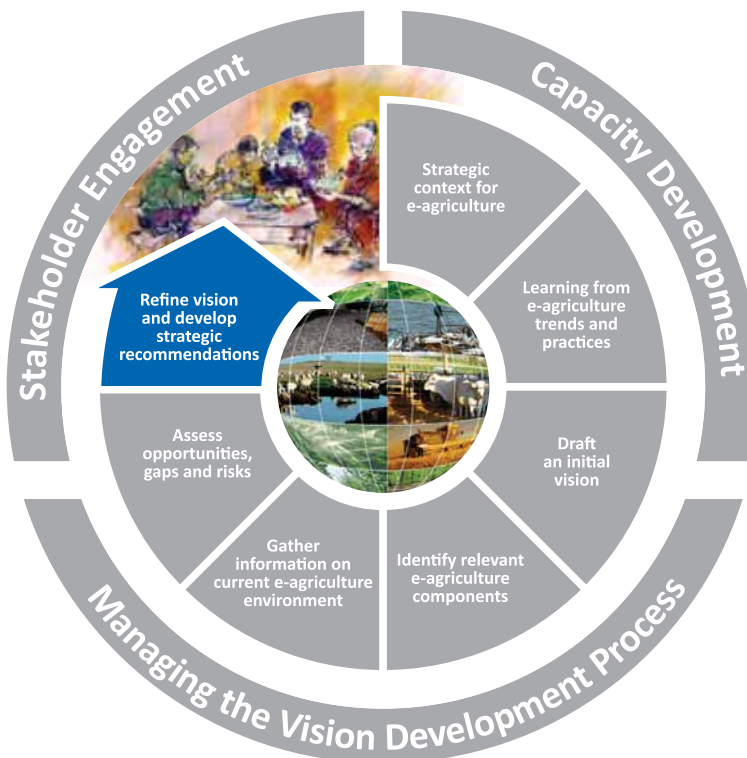 Stakeholder Engagement
Capacity Development
Strategic
context for
e-agriculture
Learning from
e-agriculture
trends and
practices
Draft
an initial
vision
Identify relevant
e-agriculture
components
Gather
information on
current e-agriculture
environment
Assess
opportunities,
gaps and risks
Refine vision
and develop
strategic
recommendations
Managing the Vision Development Process